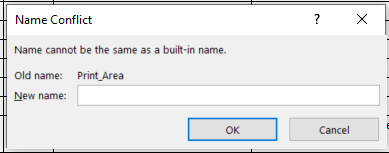 Name Conflict
? ×
Name cannot be the same as a built-in name.
Old name: Print_Area
New name:
OK Cancel